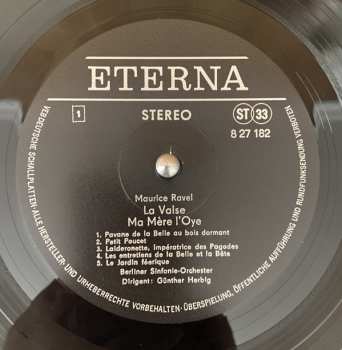 ETERNA
1
STEREO
ST 33
8 27 182
Maurice Ravel
La Valse
Ma Mère l'Oye
1. Pavane de la Belle au bois dormant
2. Petit Poucet
3. Laideronette, Impératrice des Pagodes
4. Les entretiens de la Belle et la Bête
5. Le Jardin féerique
Berliner Sinfonie-Orchester
Dirigent: Günther Herbig
VEB DEUTSCHE SCHALLPLATTEN · ALLE HERSTELLER- UND URHEBERRECHTE VORBEHALTEN · ÜBERSPIELUNG, ÖFFENTLICHE AUFFÜHRUNG UND RUNDFUNKSENDUNG VERBOTEN